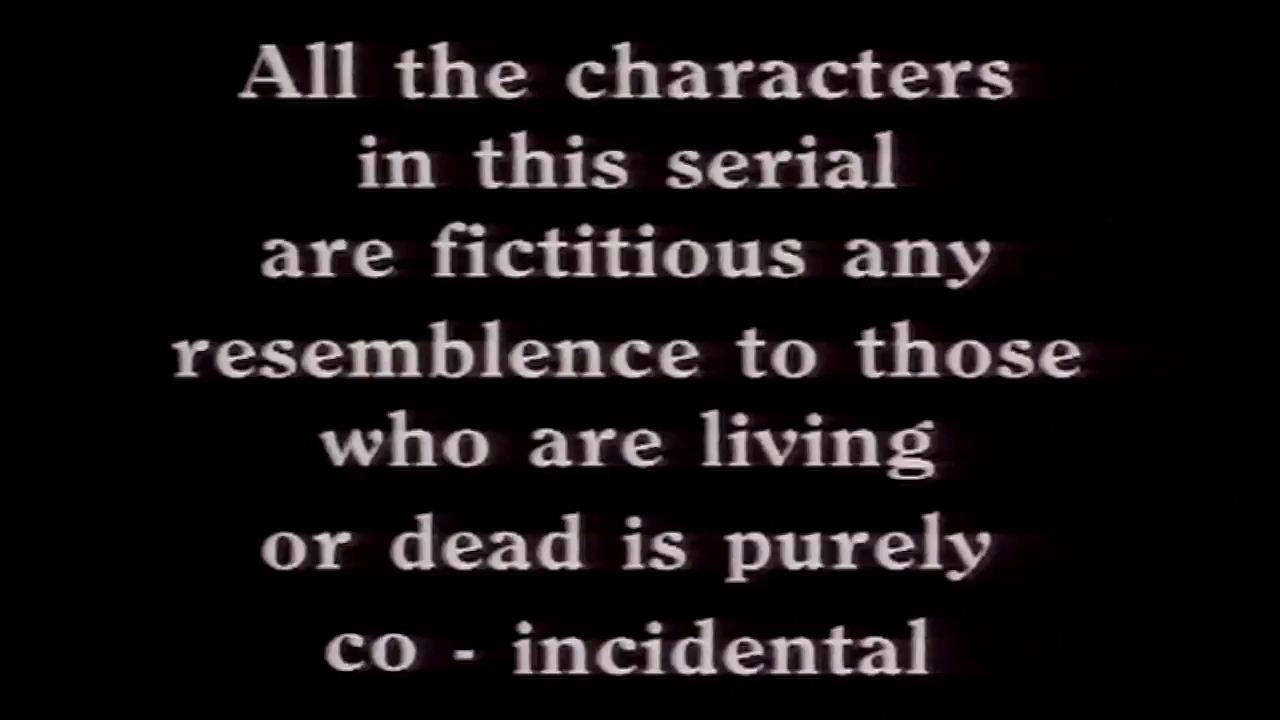 All the characters
in this serial
are fictitious any
resemblence to those
who are living
or dead is purely
co - incidental